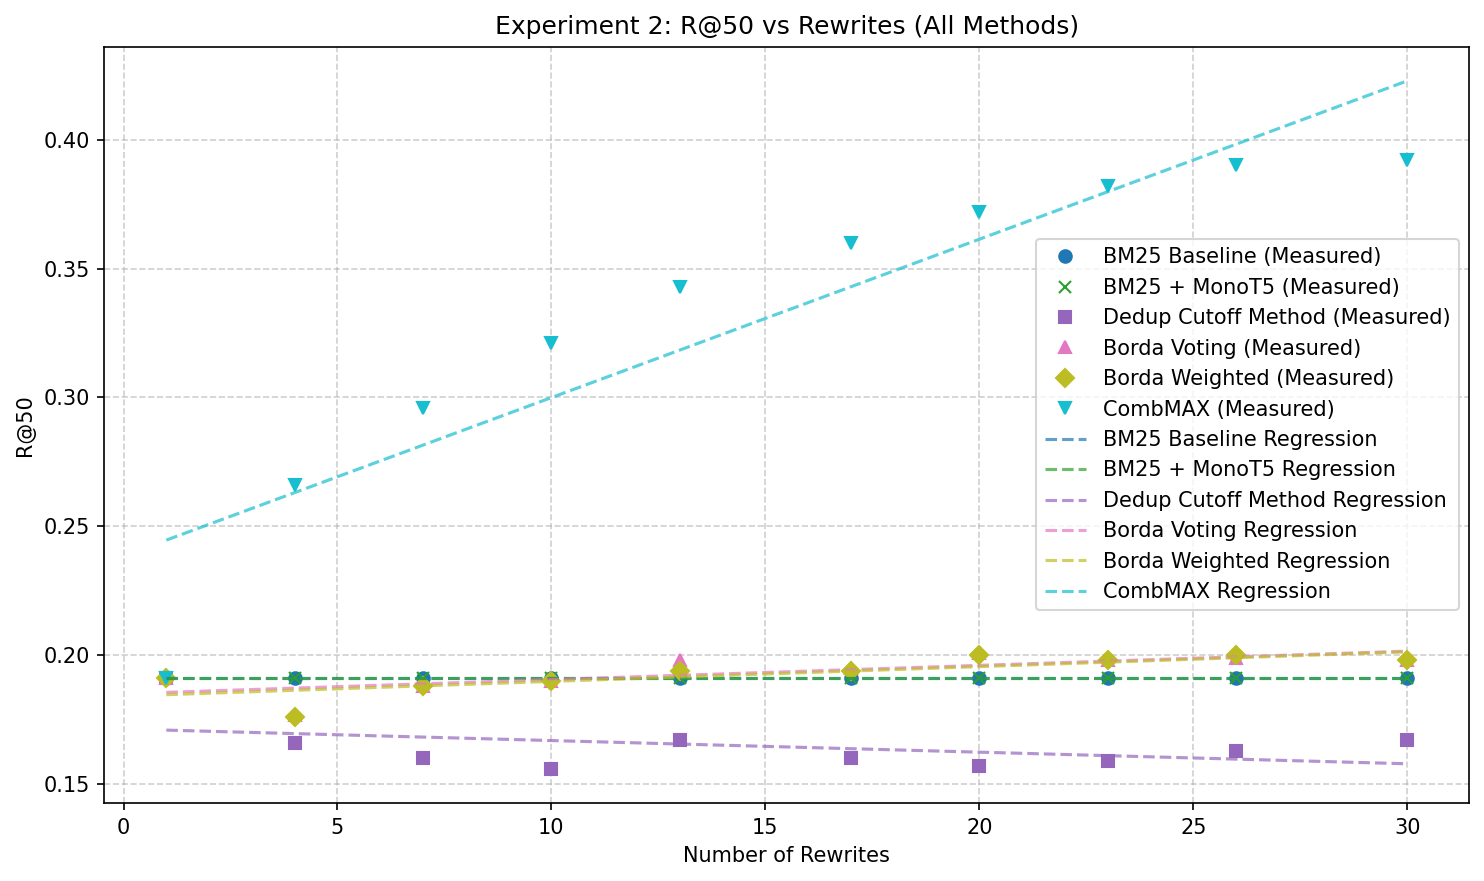 Experiment 2: R@50 vs Rewrites (All Methods)
R@50
0.40
0.35
0.30
0.25
0.20
0.15
BM25 Baseline (Measured)
BM25 + MonoT5 (Measured)
Dedup Cutoff Method (Measured)
Borda Voting (Measured)
Borda Weighted (Measured)
CombMAX (Measured)
BM25 Baseline Regression
BM25 + MonoT5 Regression
Dedup Cutoff Method Regression
Borda Voting Regression
Borda Weighted Regression
CombMAX Regression
0 5 10 15 20 25 30
Number of Rewrites